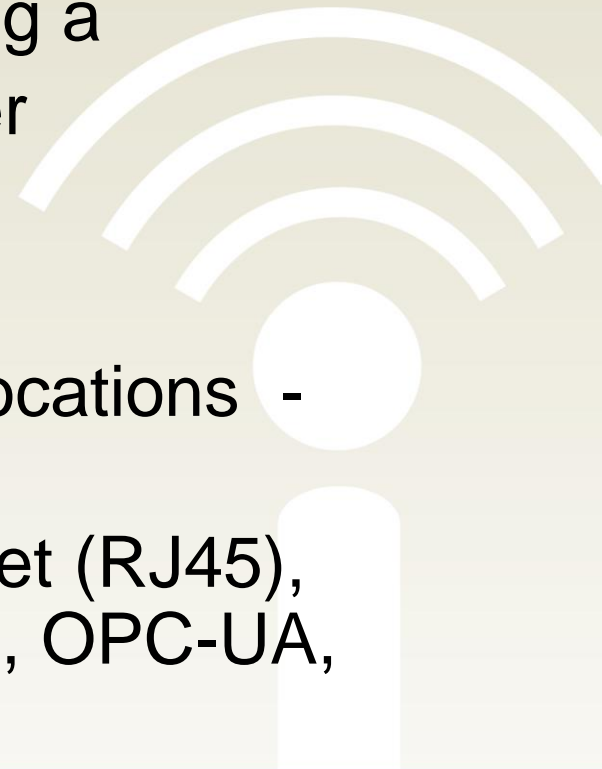 g a
er
ocations -
et (RJ45),
, OPC-UA,